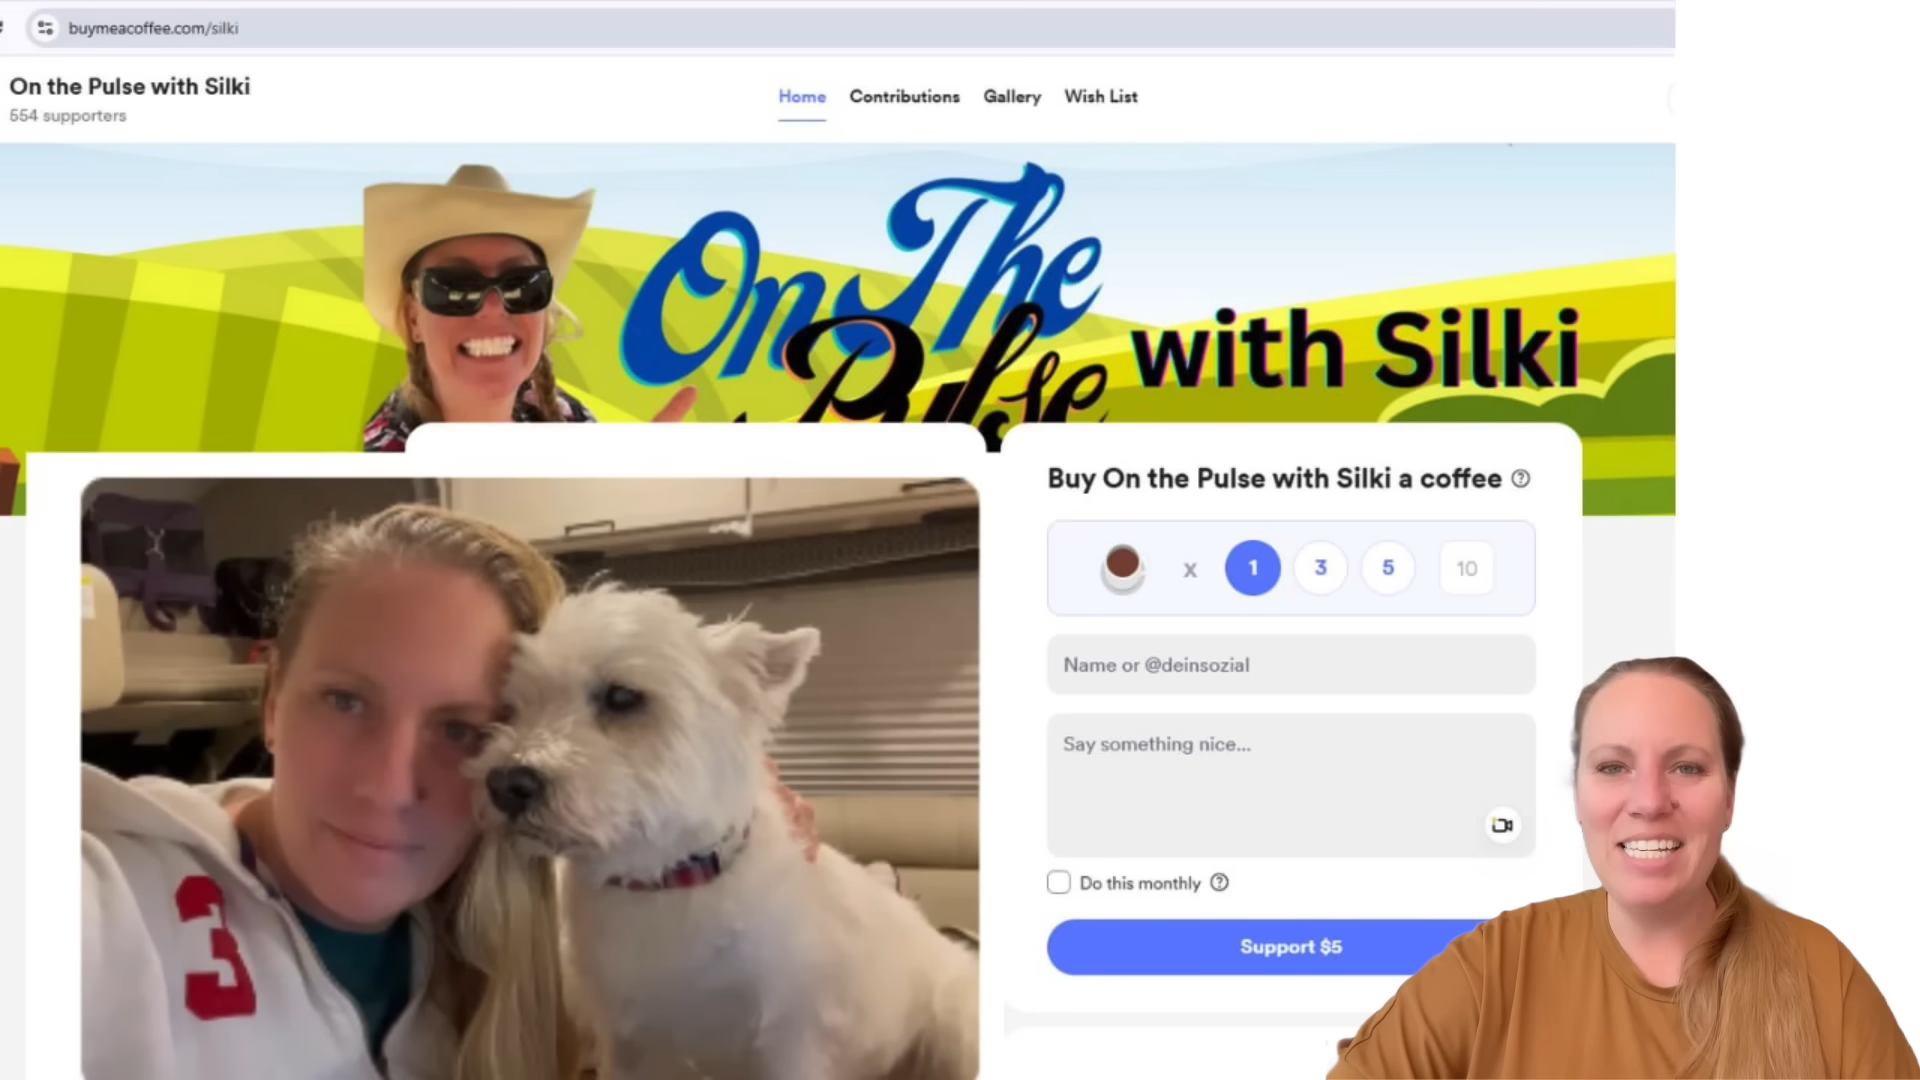 buymeacoffee.com/silki
On the Pulse with Silki
554 supporters
Home Contributions Gallery Wish List
On The
Pulse
with Silki
Buy On the Pulse with Silki a coffee ?
x 1 3 5 10
Name or @deinsozial
Say something nice...
Do this monthly ?
Support $5
3